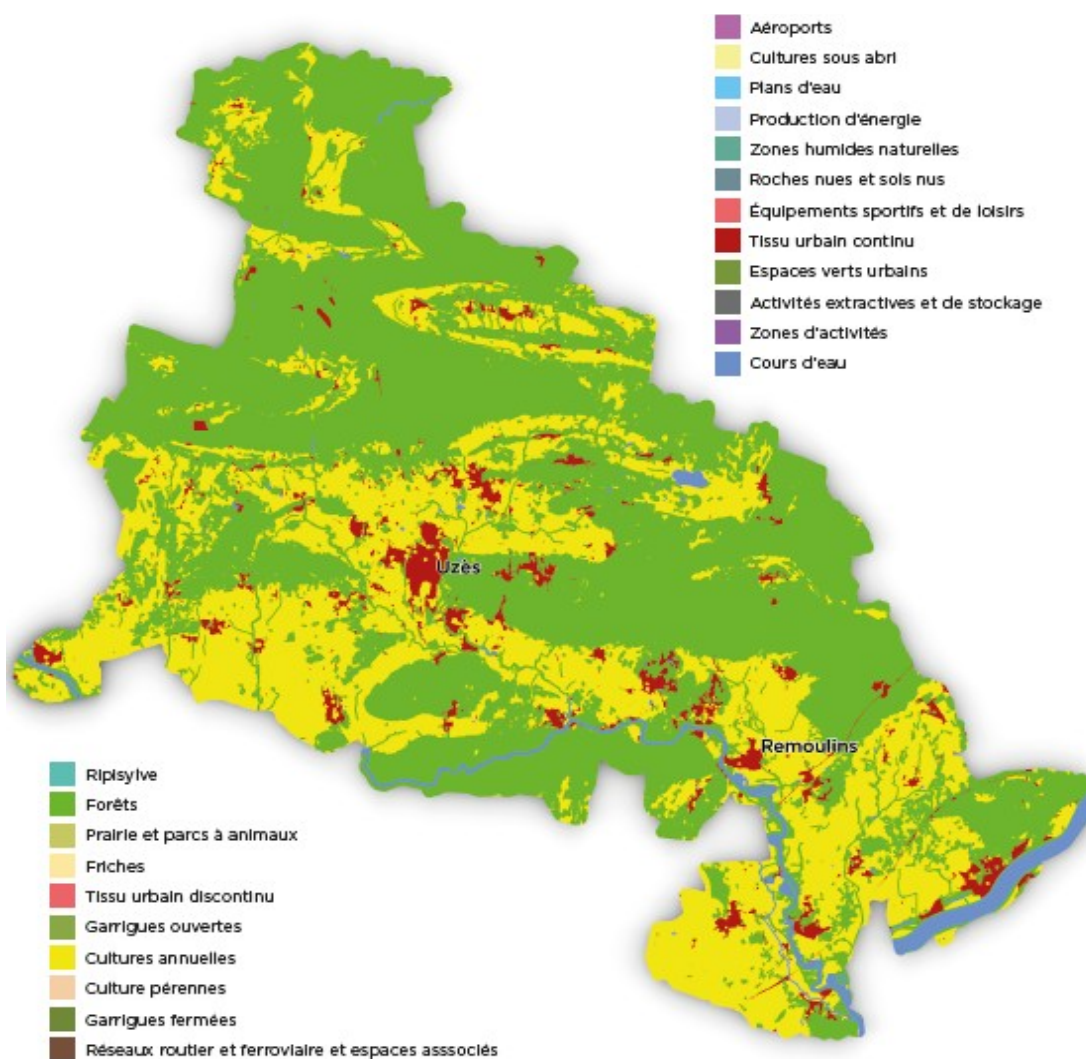 Aéroports
Cultures sous abri
Plans d'eau
Production d'énergie
Zones humides naturelles
Roches nues et sols nus
Équipements sportifs et de loisirs
Tissu urbain continu
Espaces verts urbains
Activités extractives et de stockage
Zones d'activités
Cours d'eau
Uzès
Remoulins
Ripisylve
Forêts
Prairie et parcs à animaux
Friches
Tissu urbain discontinu
Garrigues ouvertes
Cultures annuelles
Culture pérennes
Garrigues fermées
Réseaux routier et ferroviaire et espaces asssociés